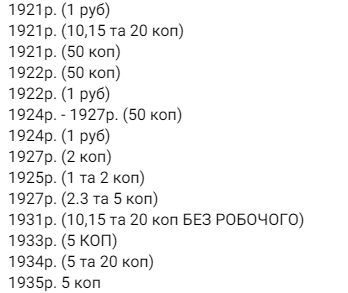 1921р. (1 руб)
1921р. (10,15 та 20 коп)
1921р. (50 коп)
1922р. (50 коп)
1922р. (1 руб)
1924р. - 1927р. (50 коп)
1924р. (1 руб)
1927р. (2 коп)
1925р. (1 та 2 коп)
1927р. (2.3 та 5 коп)
1931р. (10,15 та 20 коп БЕЗ РОБОЧОГО)
1933р. (5 КОП)
1934р. (5 та 20 коп)
1935р. 5 коп